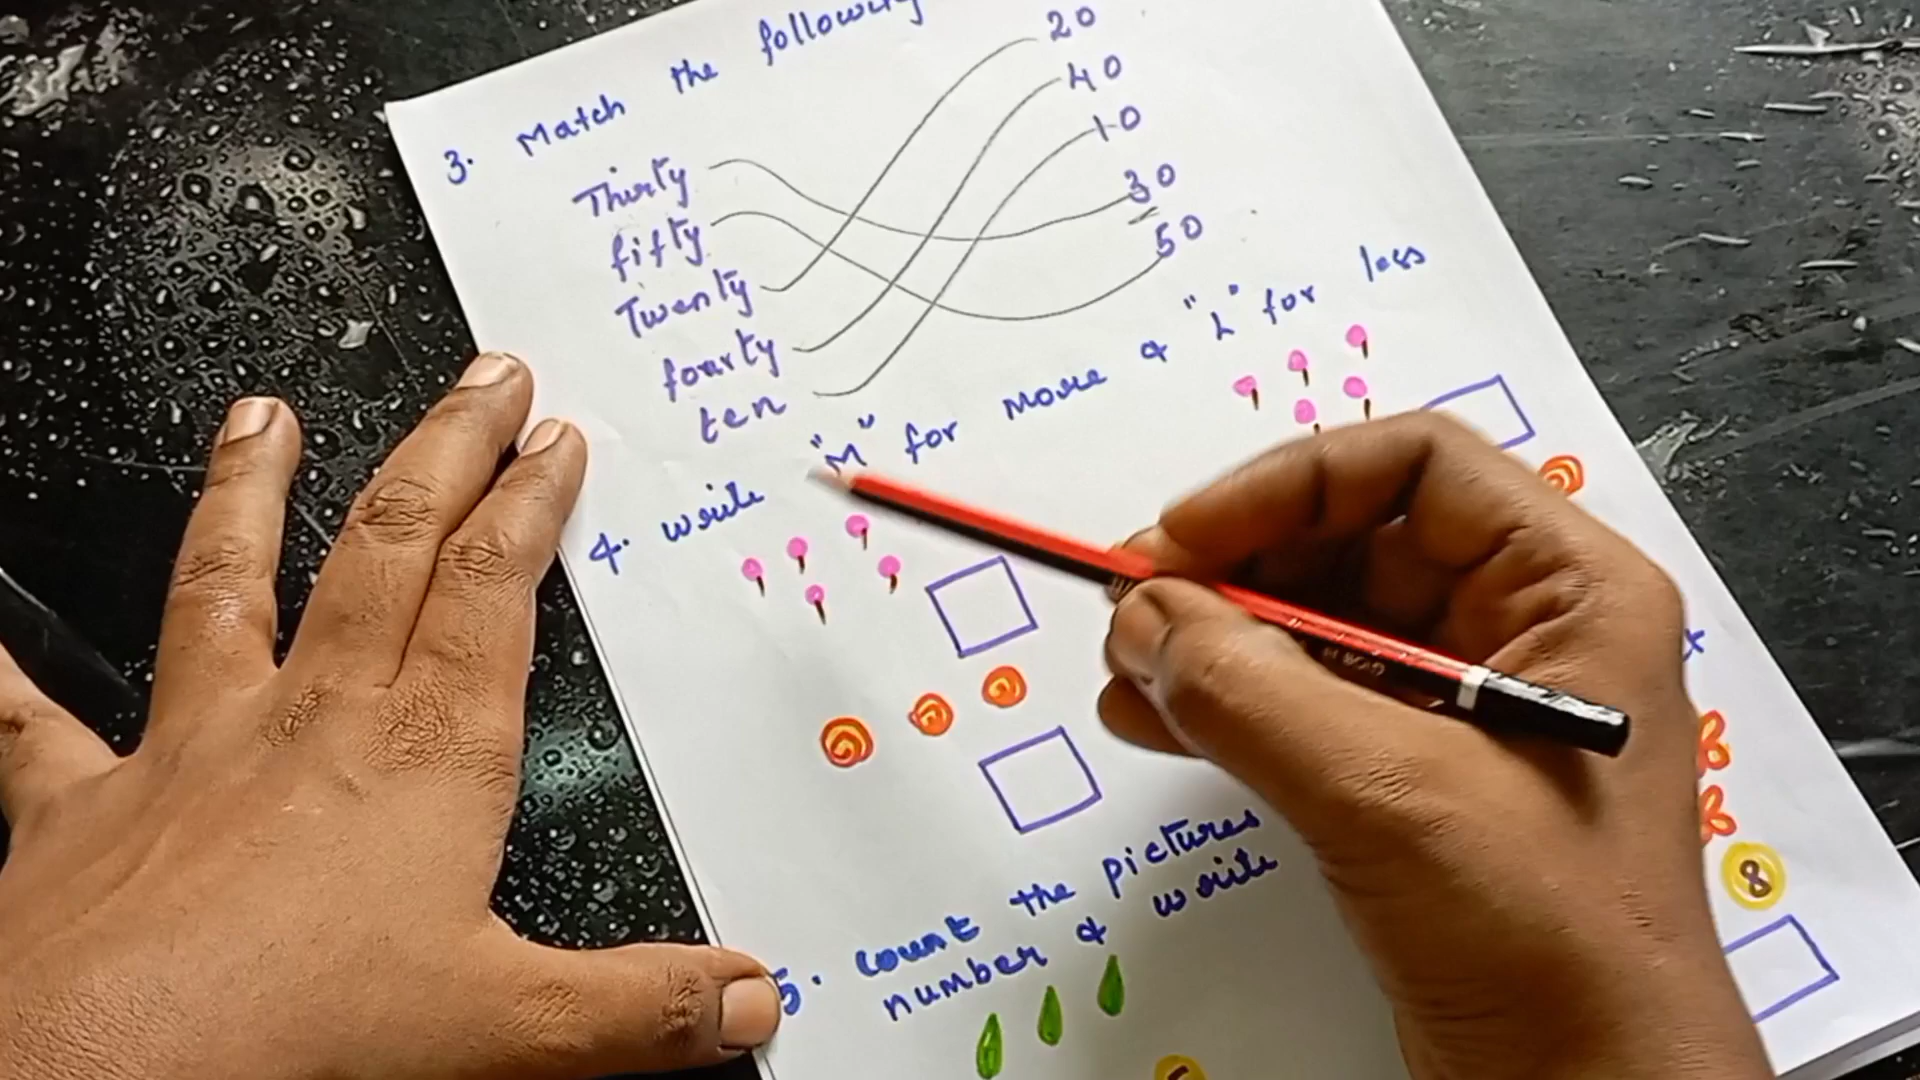 3. Match the following
Thirty 20
fifty 40
Twenty 10
fourty 30
ten 50
4. write "M" for more & "L" for less
5. count the pictures
number & write
8